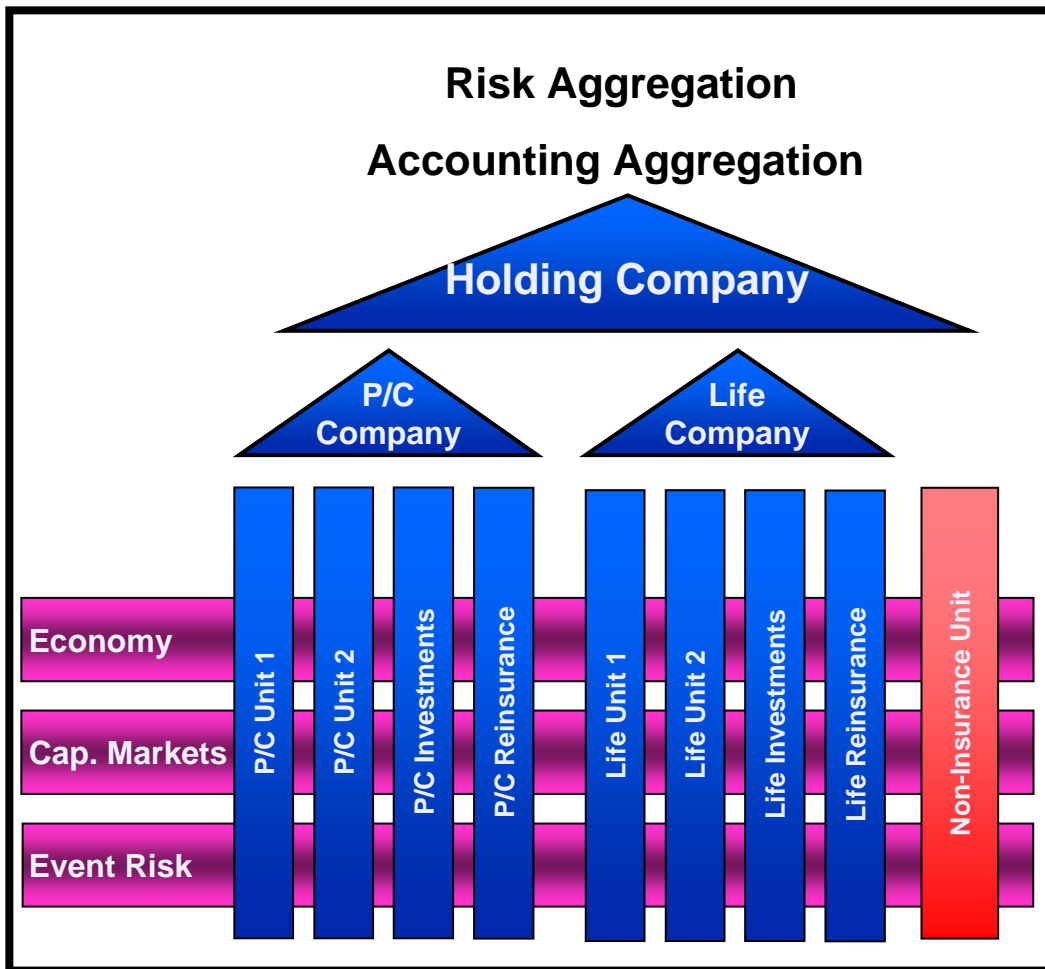 Risk Aggregation
Accounting Aggregation
Holding Company
P/C
Company
Life
Company
P/C Unit 1
P/C Unit 2
P/C Investments
P/C Reinsurance
Life Unit 1
Life Unit 2
Life Investments
Life Reinsurance
Non-Insurance Unit
Economy
Cap. Markets
Event Risk